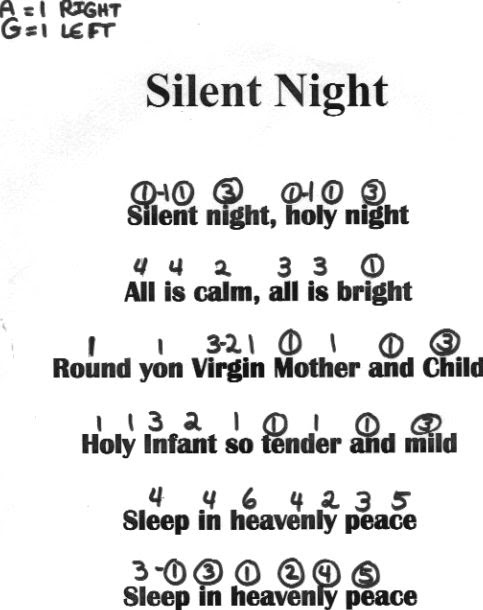 A = 1 RIGHT
G = 1 LEFT
Silent Night
①-1① ③ ①-1① ③
Silent night, holy night
4 4 2 3 3 ①
All is calm, all is bright
1 1 3-2 1 ① 1 ① ③
Round yon Virgin Mother and Child
1 1 3 2 1 ① 1 ① ③
Holy Infant so tender and mild
4 4 6 4 2 3 5
Sleep in heavenly peace
3-① ③ ① ② ④ ⑤
Sleep in heavenly peace